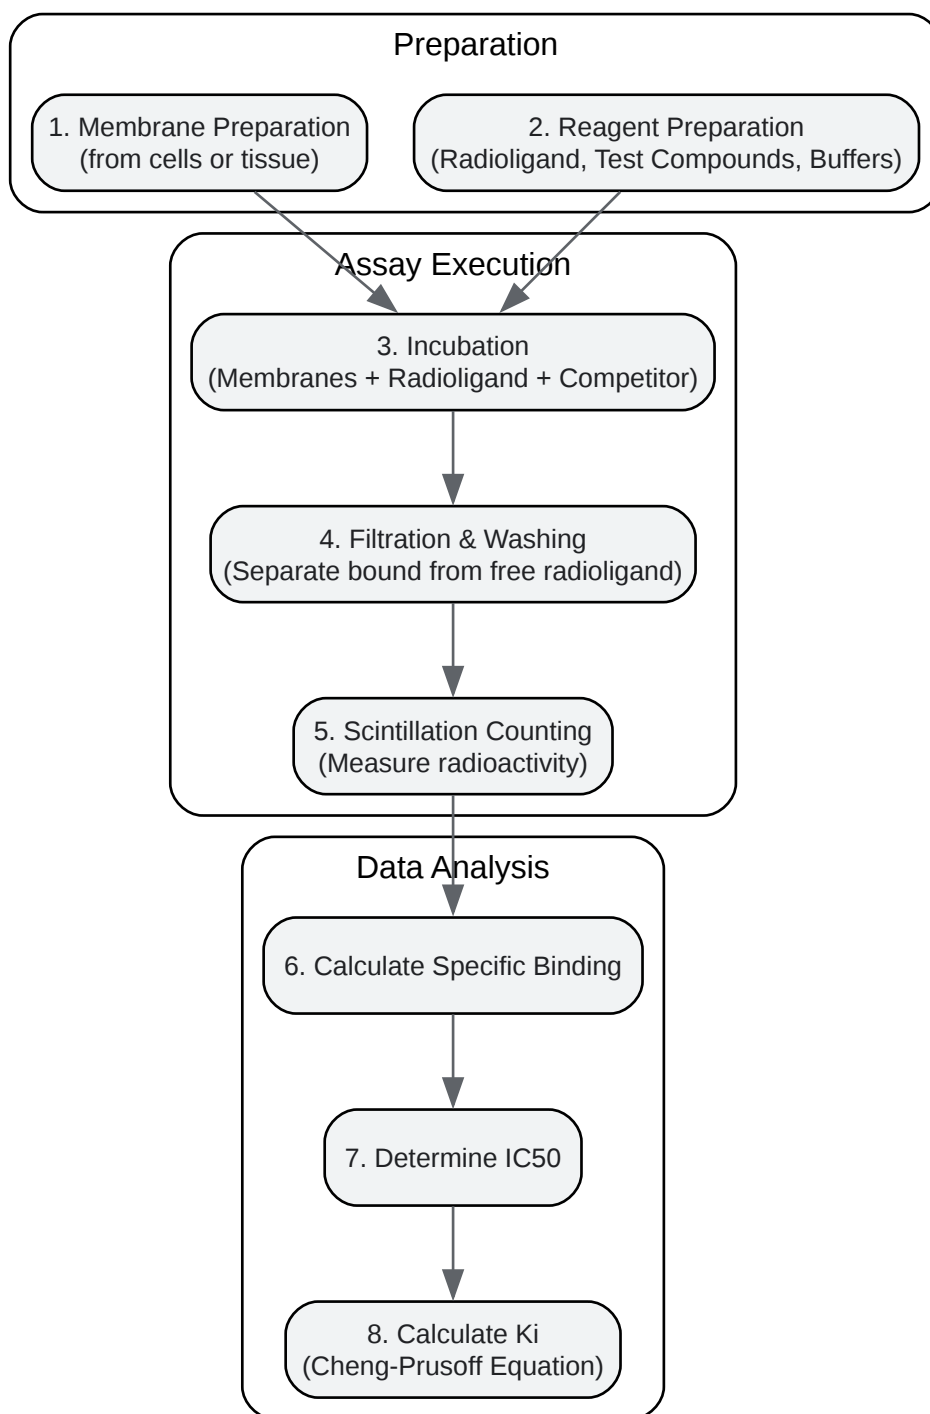 Preparation
1. Membrane Preparation
(from cells or tissue)
2. Reagent Preparation
(Radioligand, Test Compounds, Buffers)
Assay Execution
3. Incubation
(Membranes + Radioligand + Competitor)
4. Filtration & Washing
(Separate bound from free radioligand)
5. Scintillation Counting
(Measure radioactivity)
Data Analysis
6. Calculate Specific Binding
7. Determine IC50
8. Calculate Ki
(Cheng-Prusoff Equation)